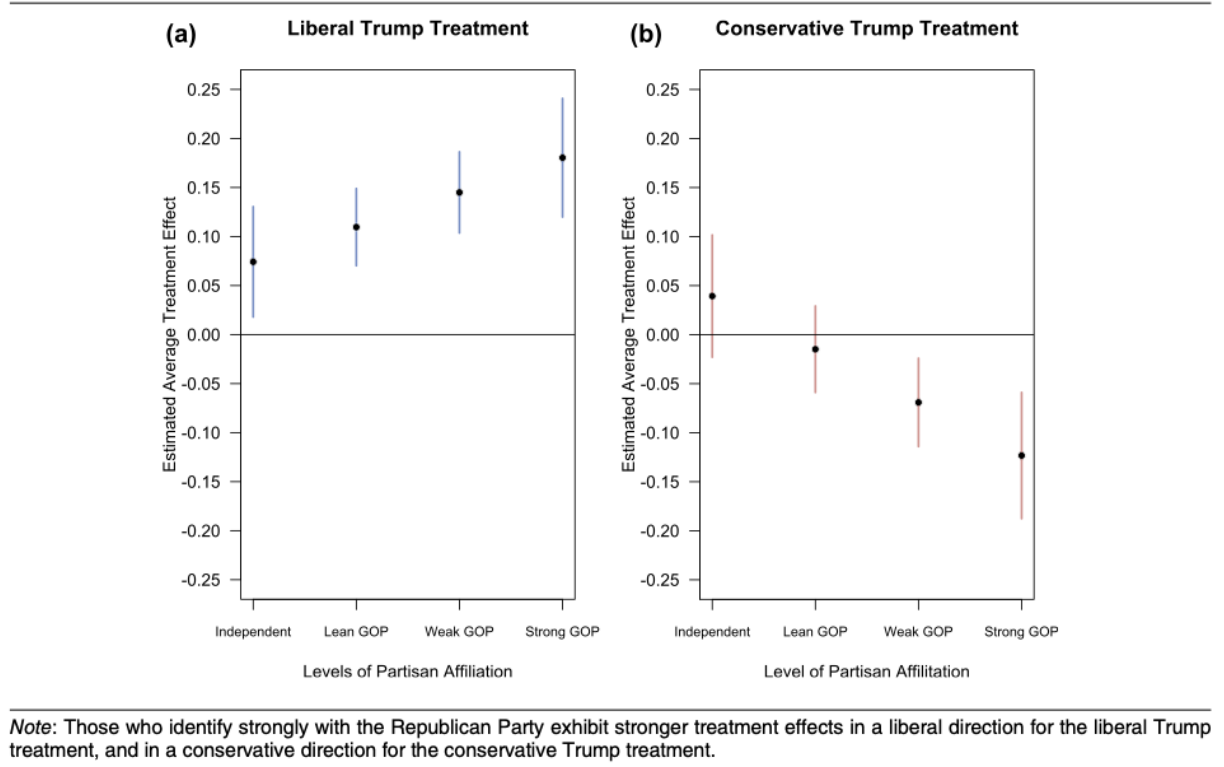 (a) Liberal Trump Treatment
0.25
0.20
0.15
0.10
0.05
0.00
-0.05
-0.10
-0.15
-0.20
-0.25
Estimated Average Treatment Effect
Independent Lean GOP Weak GOP Strong GOP
Levels of Partisan Affiliation
(b) Conservative Trump Treatment
0.25
0.20
0.15
0.10
0.05
0.00
-0.05
-0.10
-0.15
-0.20
-0.25
Estimated Average Treatment Effect
Independent Lean GOP Weak GOP Strong GOP
Level of Partisan Affilitation
Note: Those who identify strongly with the Republican Party exhibit stronger treatment effects in a liberal direction for the liberal Trump
treatment, and in a conservative direction for the conservative Trump treatment.